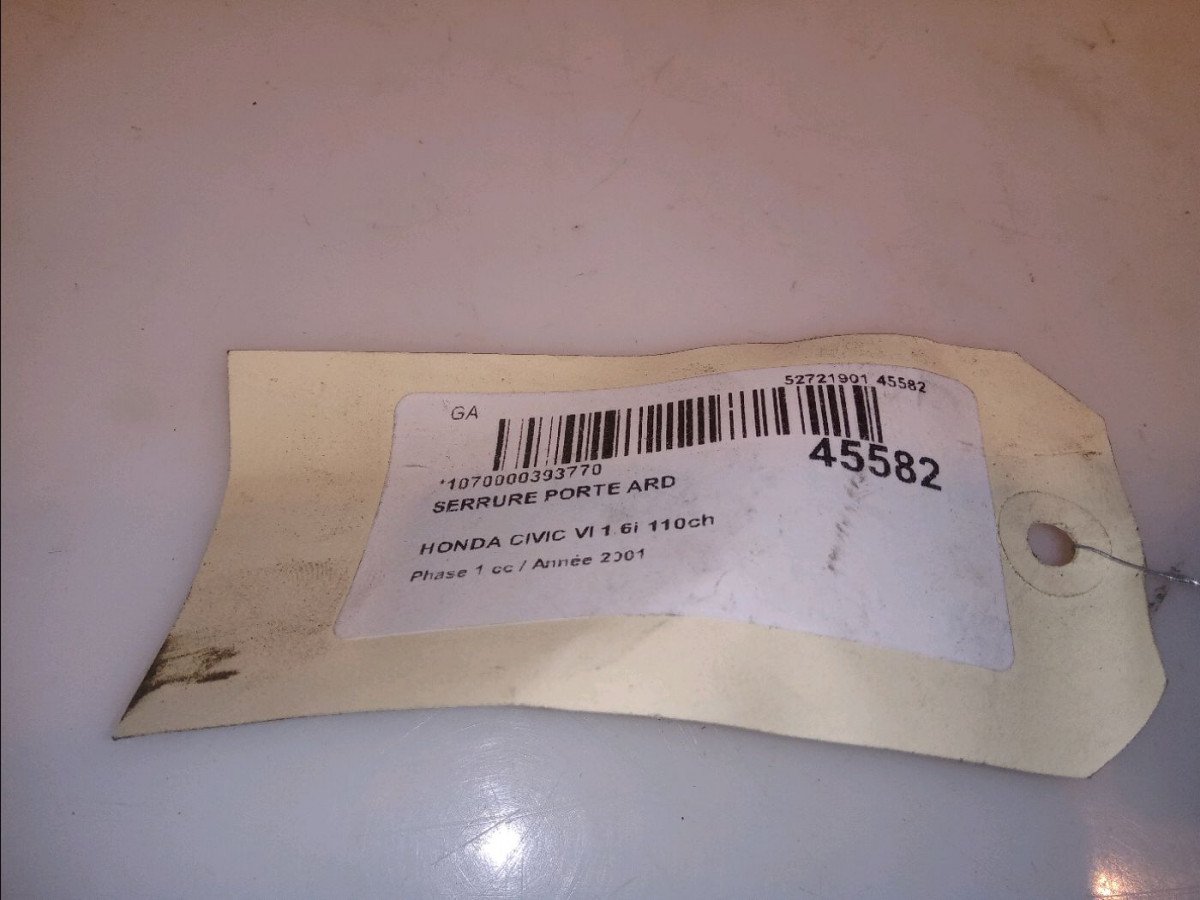 52721901 45582
GA
*1070000393770
45582
SERRURE PORTE ARD
HONDA CIVIC VI 1.6i 110ch
Phase 1 cc / Année 2001